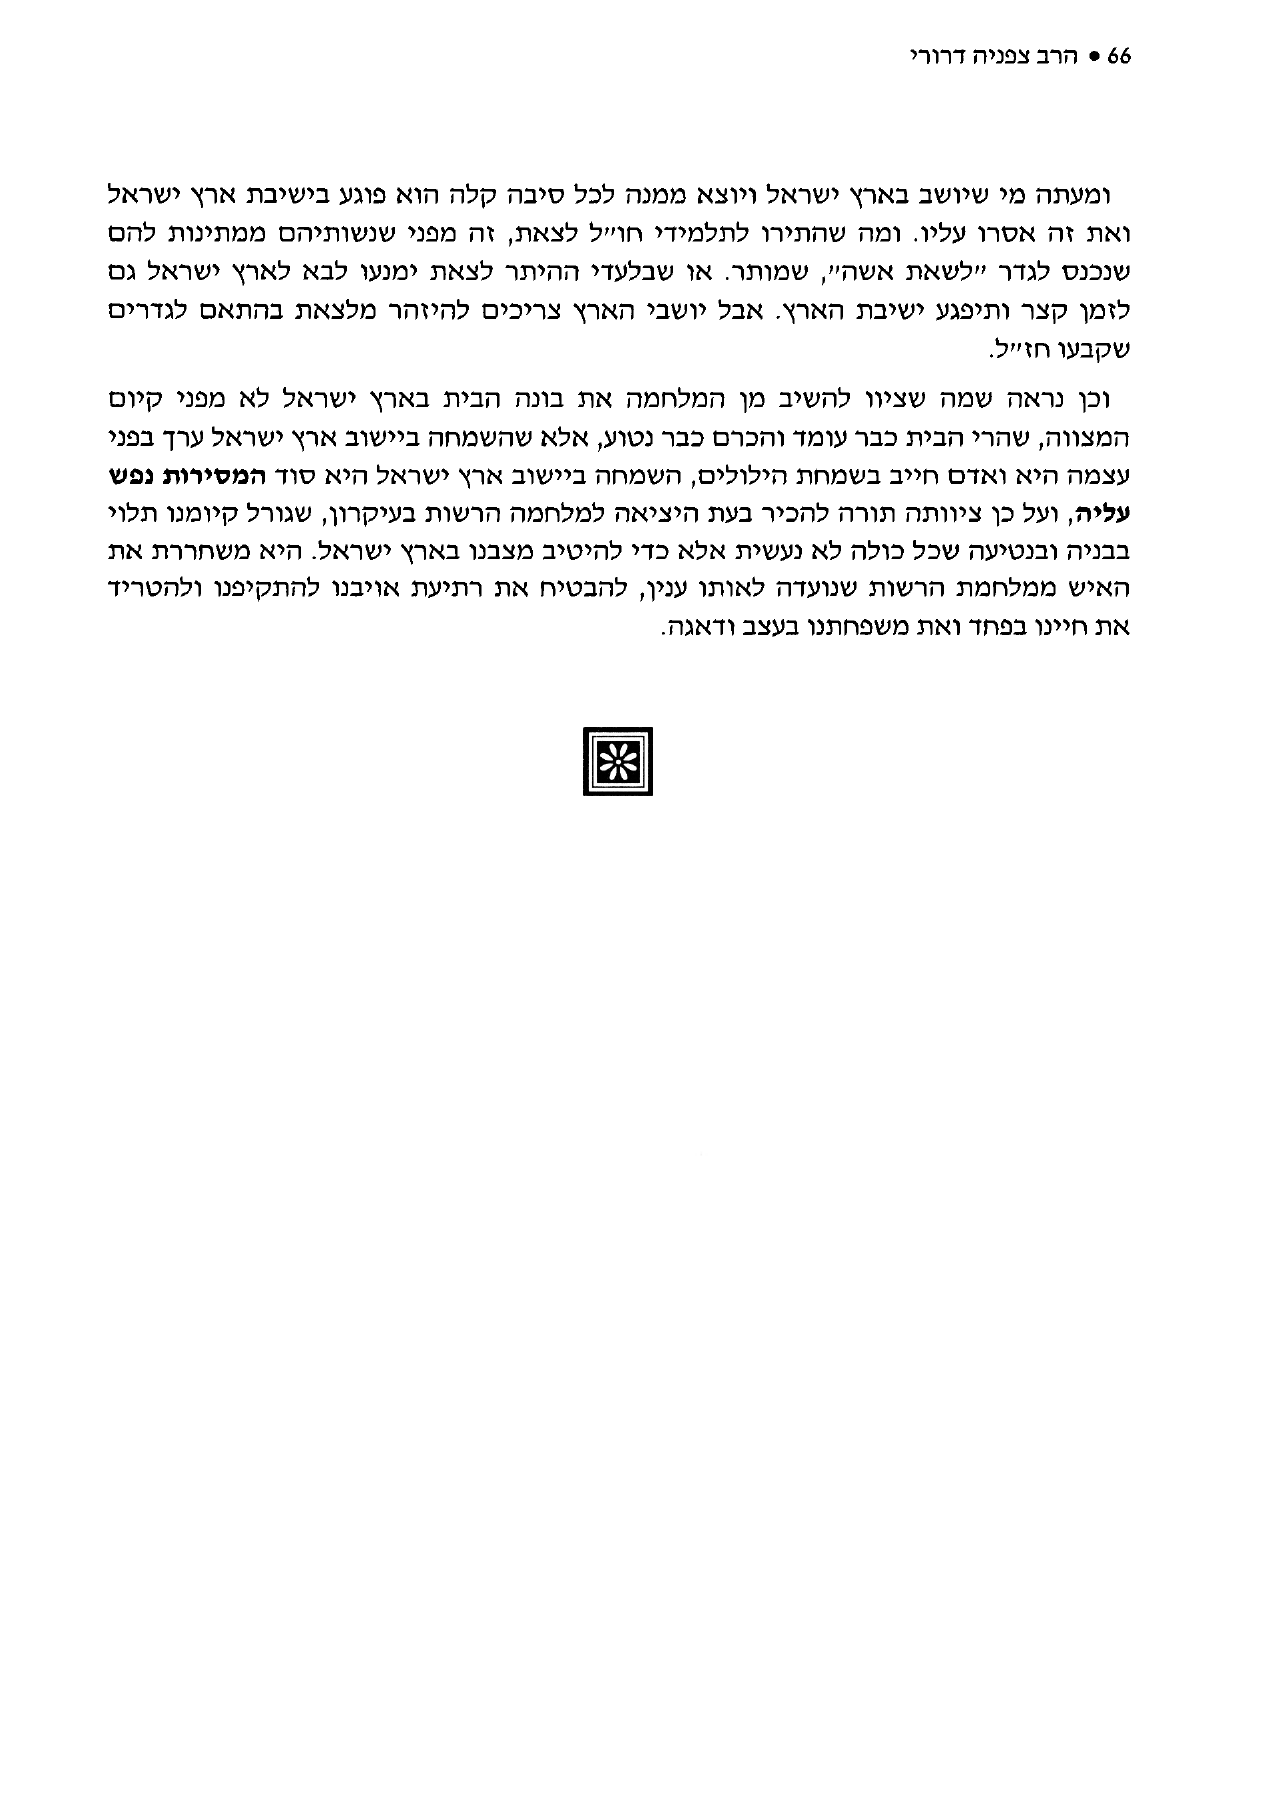 66 • הרב צפניה דרורי
ומעתה מי שיושב בארץ ישראל ויוצא ממנה לכל סיבה קלה הוא פוגע בישיבת ארץ ישראל
ואת זה אסרו עליו. ומה שהתירו לתלמידי חו״ל לצאת, זה מפני שנשותיהם ממתינות להם
שנכנס לגדר ״לשאת אשה״, שמותר. או שבלעדי ההיתר לצאת ימנעו לבא לארץ ישראל גם
לזמן קצר ותיפגע ישיבת הארץ. אבל יושבי הארץ צריכים להיזהר מלצאת בהתאם לגדרים
שקבעו חז״ל.
וכן נראה שמה שציוו להשיב מן המלחמה את בונה הבית בארץ ישראל לא מפני קיום
המצווה, שהרי הבית כבר עומד והכרם כבר נטוע, אלא שהשמחה ביישוב ארץ ישראל ערך בפני
עצמה היא ואדם חייב בשמחת הילולים, השמחה ביישוב ארץ ישראל היא סוד המסירות נפש
עליה, ועל כן ציוותה תורה להכיר בעת היציאה למלחמה הרשות בעיקרון, שגורל קיומנו תלוי
בבניה ובנטיעה שכל כולה לא נעשית אלא כדי להיטיב מצבנו בארץ ישראל. היא משחררת את
האיש ממלחמת הרשות שנועדה לאותו ענין, להבטיח את רתיעת אויבנו להתקיפנו ולהטריד
את חיינו בפחד ואת משפחתנו בעצב ודאגה.